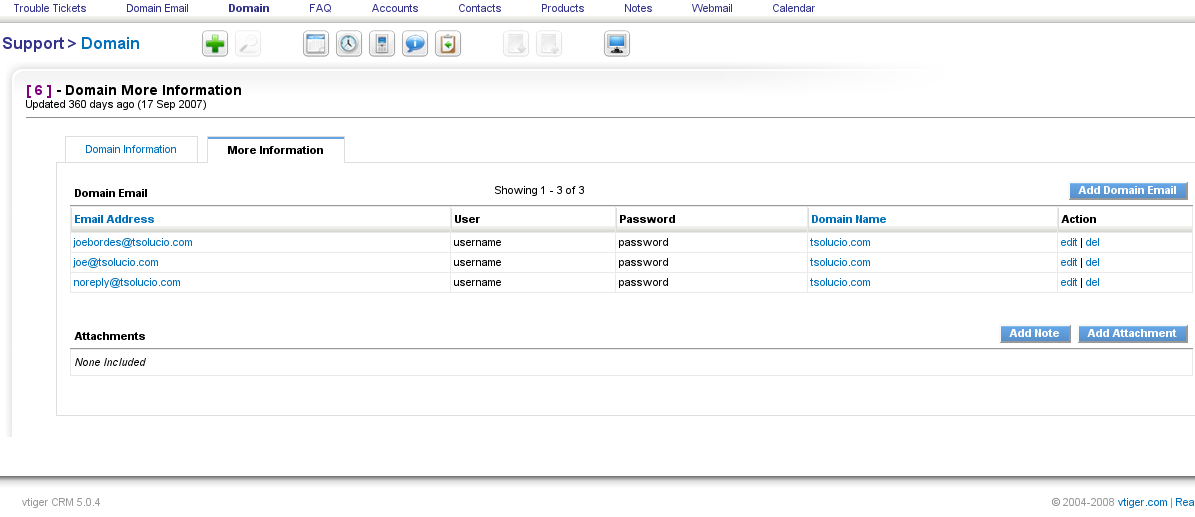 Trouble Tickets Domain Email Domain FAQ Accounts Contacts Products Notes Webmail Calendar
Support > Domain
[ 6 ] - Domain More Information
Updated 360 days ago (17 Sep 2007)
Domain Information More Information
Domain Email Showing 1 - 3 of 3 Add Domain Email
Email Address User Password Domain Name Action
joebordes@tsolucio.com username password tsolucio.com edit | del
joe@tsolucio.com username password tsolucio.com edit | del
noreply@tsolucio.com username password tsolucio.com edit | del
Attachments Add Note Add Attachment
None Included
vtiger CRM 5.0.4 © 2004-2008 vtiger.com | Rea